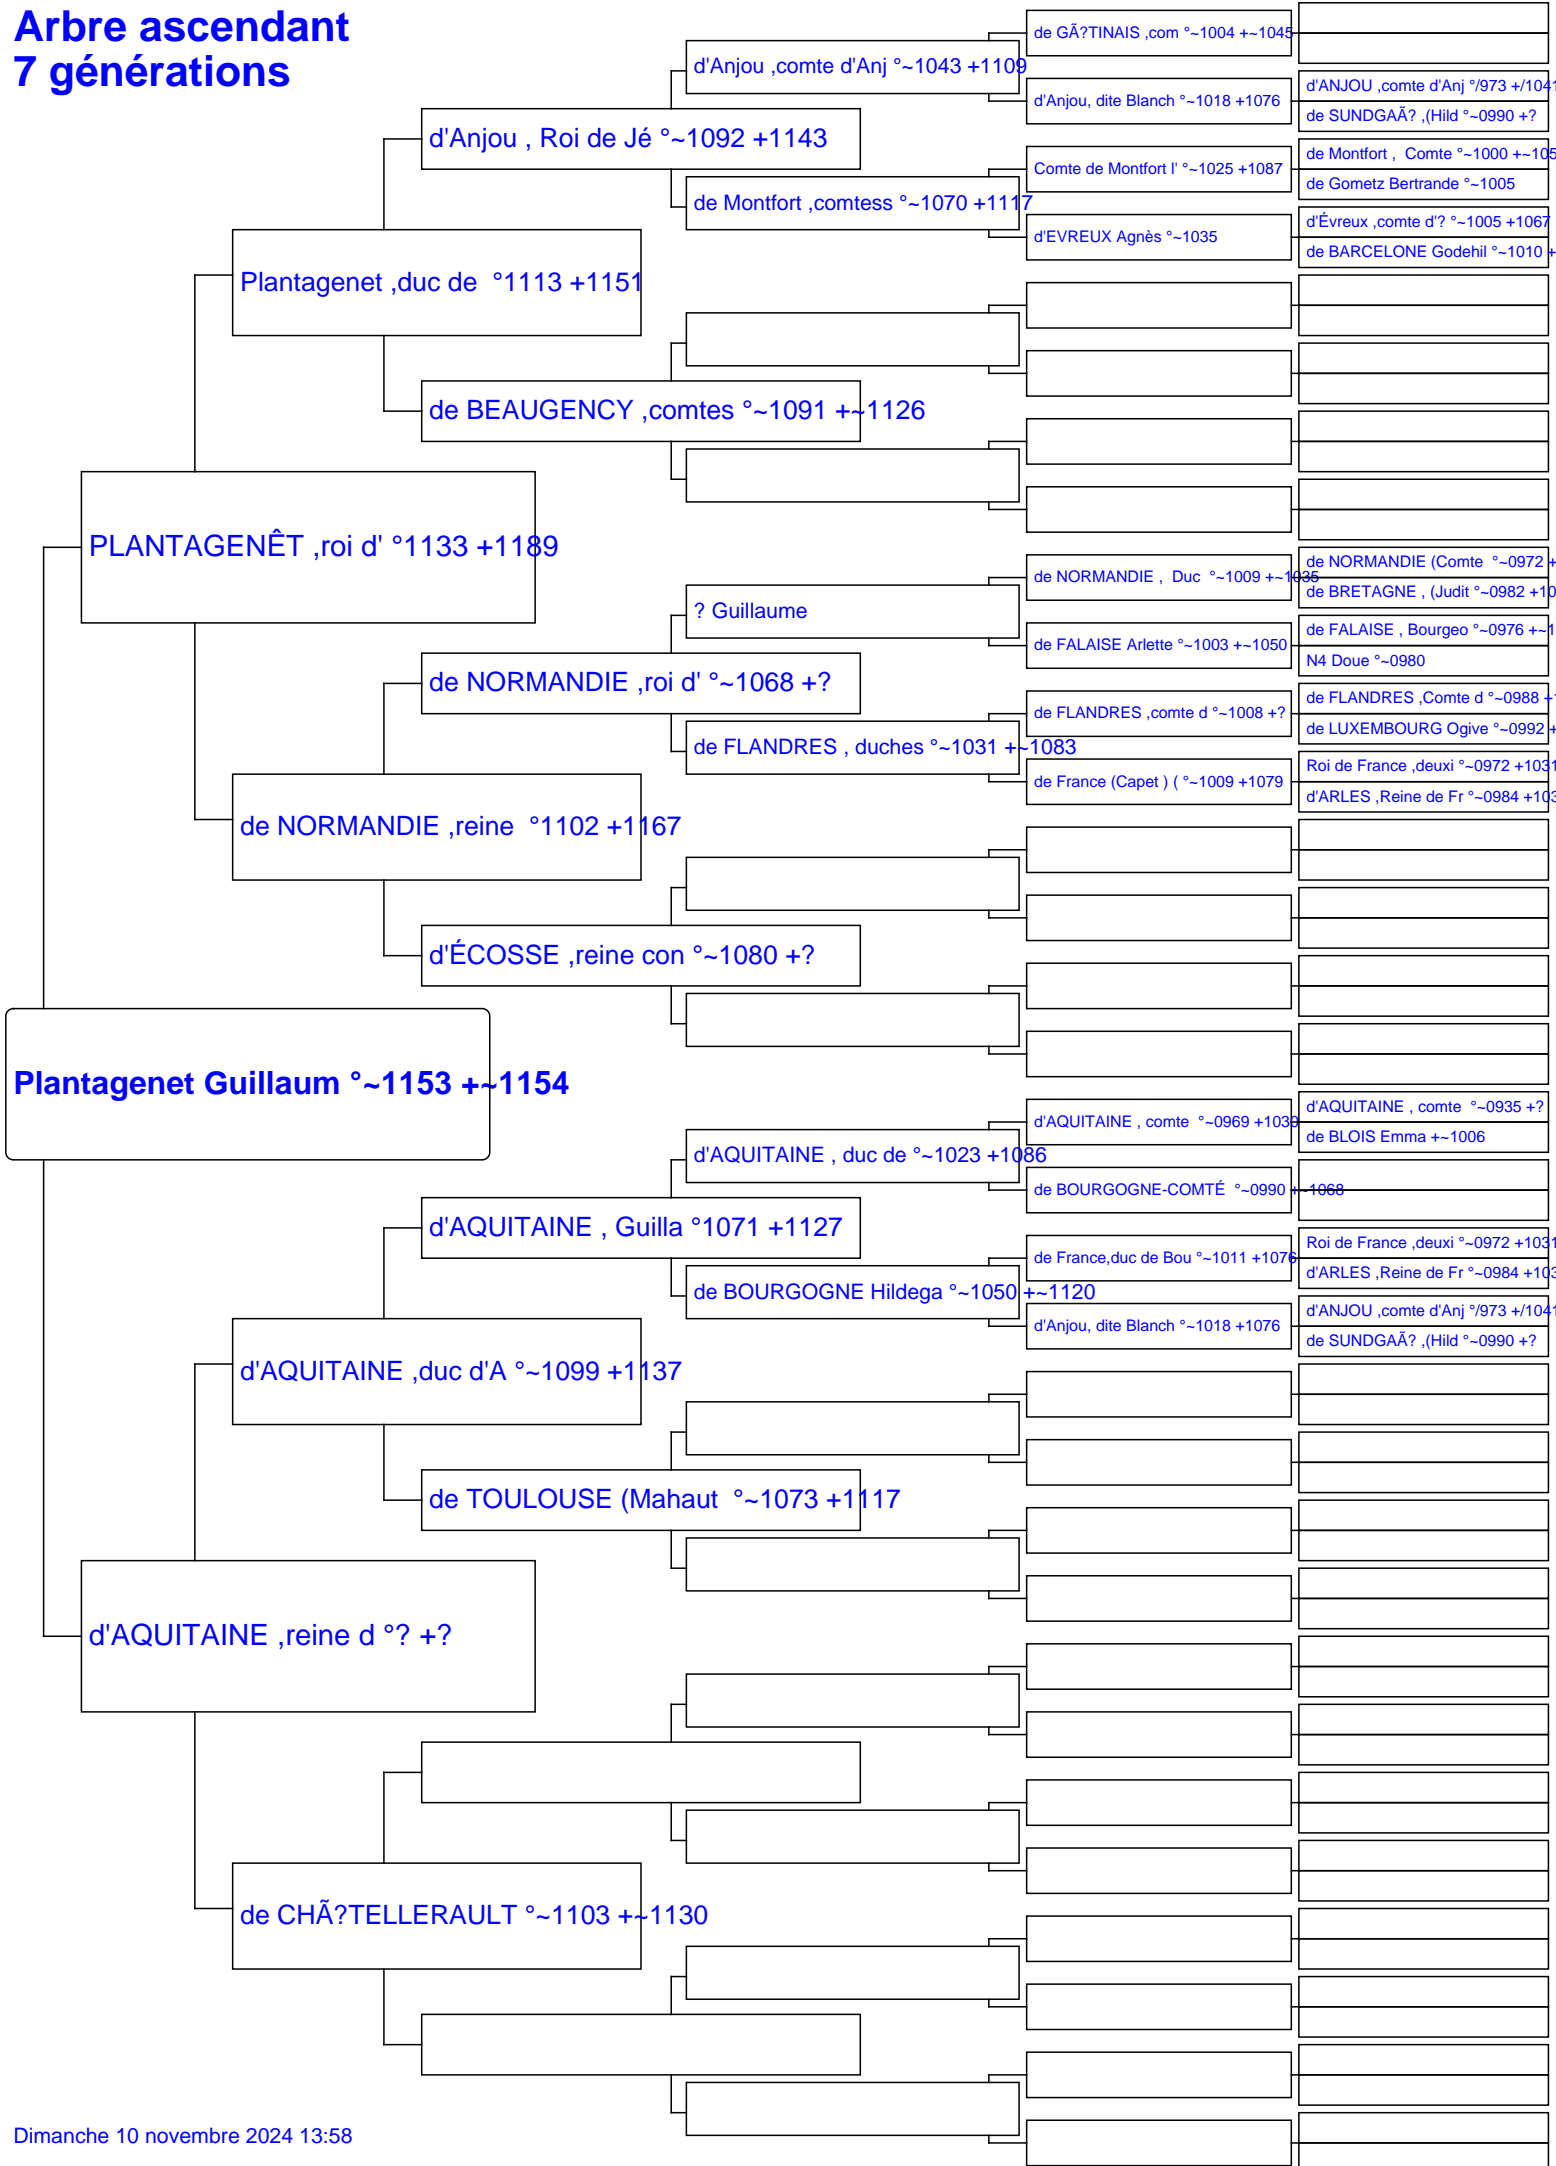 Arbre ascendant
7 générations
de GÃ?TINAIS ,com °~1004 +~1045
d'Anjou ,comte d'Anj °~1043 +1109
d'ANJOU ,comte d'Anj °/973 +/1041
d'Anjou, dite Blanch °~1018 +1076
de SUNDGAÃ? ,(Hild °~0990 +?
d'Anjou , Roi de Jé °~1092 +1143
de Montfort , Comte °~1000 +~105
Comte de Montfort l' °~1025 +1087
de Gometz Bertrande °~1005
de Montfort ,comtess °~1070 +1117
d'Évreux ,comte d'? °~1005 +1067
d'EVREUX Agnès °~1035
de BARCELONE Godehil °~1010 +
Plantagenet ,duc de °1113 +1151
de BEAUGENCY ,comtes °~1091 +~1126
PLANTAGENÊT ,roi d' °1133 +1189
de NORMANDIE (Comte °~0972 +
de NORMANDIE , Duc °~1009 +~1035
de BRETAGNE , (Judit °~0982 +10
? Guillaume
de FALAISE , Bourgeo °~0976 +~1
de FALAISE Arlette °~1003 +~1050
N4 Doue °~0980
de NORMANDIE ,roi d' °~1068 +?
de FLANDRES ,Comte d °~0988 +
de FLANDRES ,comte d °~1008 +?
de LUXEMBOURG Ogive °~0992 +
de FLANDRES , duches °~1031 +~1083
Roi de France ,deuxi °~0972 +1031
de France (Capet ) ( °~1009 +1079
d'ARLES ,Reine de Fr °~0984 +103
de NORMANDIE ,reine °1102 +1167
d'ÉCOSSE ,reine con °~1080 +?
Plantagenet Guillaum °~1153 +~1154
d'AQUITAINE , comte °~0935 +?
d'AQUITAINE , comte °~0969 +1030
de BLOIS Emma +~1006
d'AQUITAINE , duc de °~1023 +1086
de BOURGOGNE-COMTÉ °~0990 +~1068
d'AQUITAINE , Guilla °1071 +1127
Roi de France ,deuxi °~0972 +1031
de France,duc de Bou °~1011 +1076
d'ARLES ,Reine de Fr °~0984 +103
de BOURGOGNE Hildega °~1050 +~1120
d'ANJOU ,comte d'Anj °/973 +/1041
d'Anjou, dite Blanch °~1018 +1076
de SUNDGAÃ? ,(Hild °~0990 +?
d'AQUITAINE ,duc d'A °~1099 +1137
de TOULOUSE (Mahaut °~1073 +1117
d'AQUITAINE ,reine d °? +?
de CHÃ?TELLERAULT °~1103 +~1130
Dimanche 10 novembre 2024 13:58